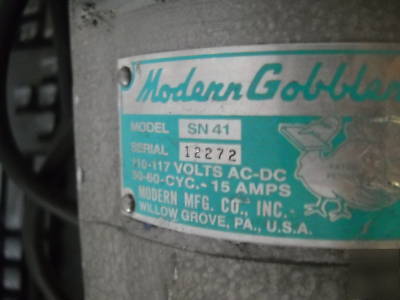 Modern Gobbler
MODEL SN 41
SERIAL 12272
110-117 VOLTS AC-DC
50-60-CYC.- 15 AMPS
MODERN MFG. CO., INC.
WILLOW GROVE, PA., U.S.A.